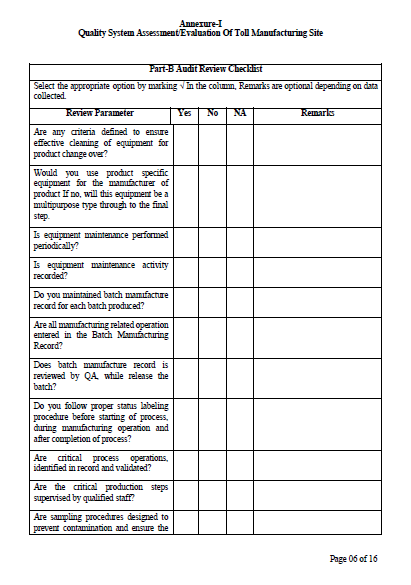 Annexure-I
Quality System Assessment/Evaluation Of Toll Manufacturing Site
Part-B Audit Review Checklist
Select the appropriate option by marking √ In the column, Remarks are optional depending on data
collected.
Review Parameter Yes No NA Remarks
Are any criteria defined to ensure
effective cleaning of equipment for
product change over?
Would you use product specific
equipment for the manufacturer of
product If no, will this equipment be a
multipurpose type through to the final
step.
Is equipment maintenance performed
periodically?
Is equipment maintenance activity
recorded?
Do you maintained batch manufacture
record for each batch produced?
Are all manufacturing related operation
entered in the Batch Manufacturing
Record?
Does batch manufacture record is
reviewed by QA, while release the
batch?
Do you follow proper status labeling
procedure before starting of process,
during manufacturing operation and
after completion of process?
Are critical process operations,
identified in record and validated?
Are the critical production steps
supervised by qualified staff?
Are sampling procedures designed to
prevent contamination and ensure the
Page 06 of 16